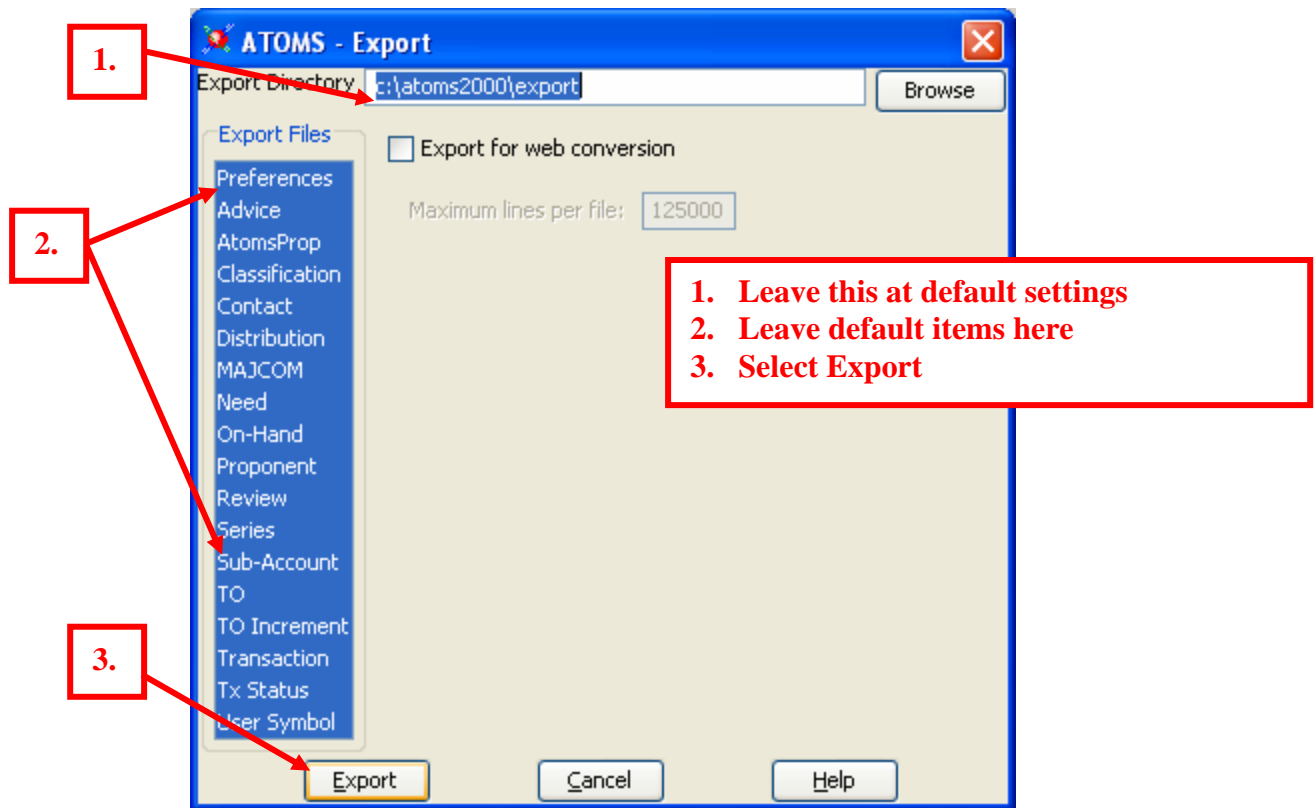 ATOMS - Export
1.
Export Directory c:\atoms2000\export Browse
Export Files
Export for web conversion
Preferences
Advice
Maximum lines per file: 125000
AtomsProp
2.
Classification
Contact
Distribution
MAJCOM
Need
On-Hand
Proponent
Review
Series
Sub-Account
TO
TO Increment
Transaction
Tx Status
User Symbol
1. Leave this at default settings
2. Leave default items here
3. Select Export
3.
Export Cancel Help